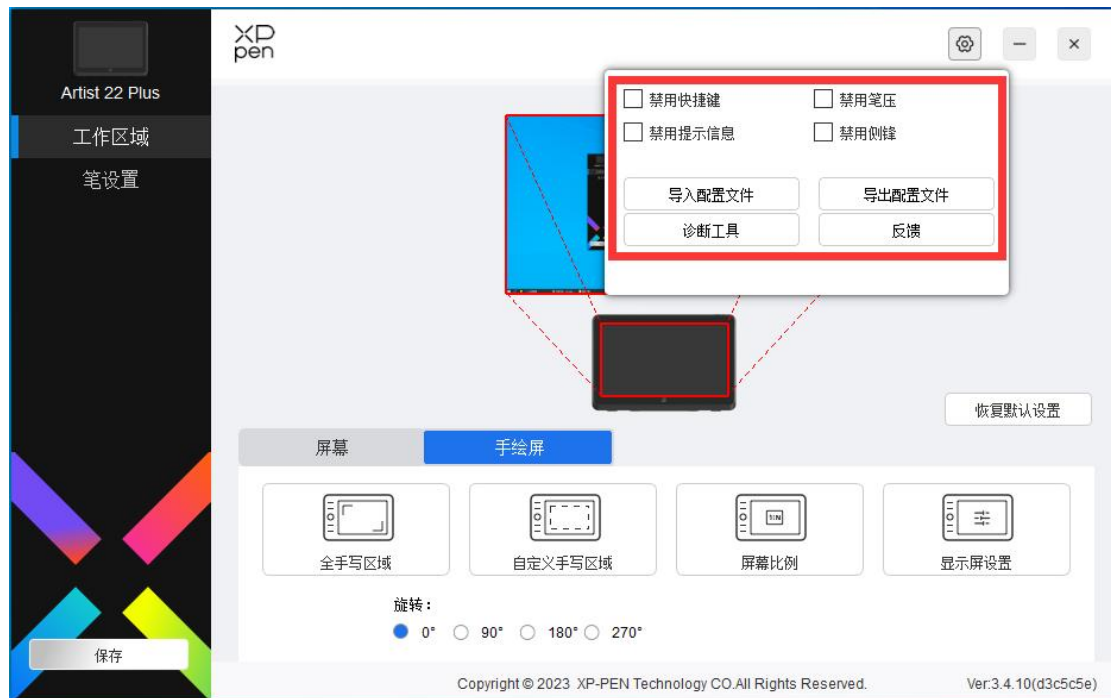 XP
pen
Artist 22 Plus
工作区域
笔设置
禁用快捷键 禁用笔压
禁用提示信息 禁用侧锋
导入配置文件 导出配置文件
诊断工具 反馈
恢复默认设置
屏幕 手绘屏
全手写区域 自定义手写区域 屏幕比例 显示屏设置
旋转：
0° 90° 180° 270°
保存
Copyright © 2023 XP-PEN Technology CO.All Rights Reserved. Ver:3.4.10(d3c5c5e)